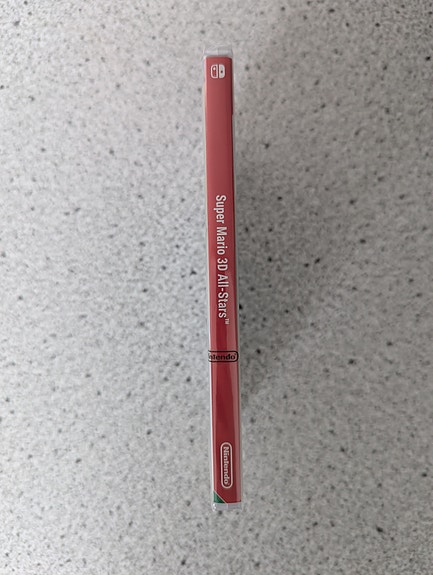 Super Mario 3D All-Stars™
Nintendo
Nintendo